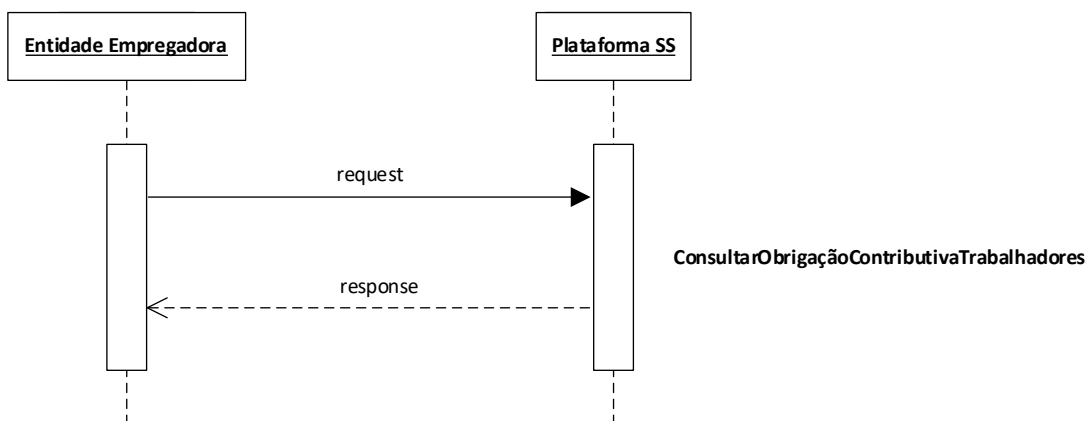 Entidade Empregadora
Plataforma SS
request
ConsultarObrigaçãoContributivaTrabalhadores
response